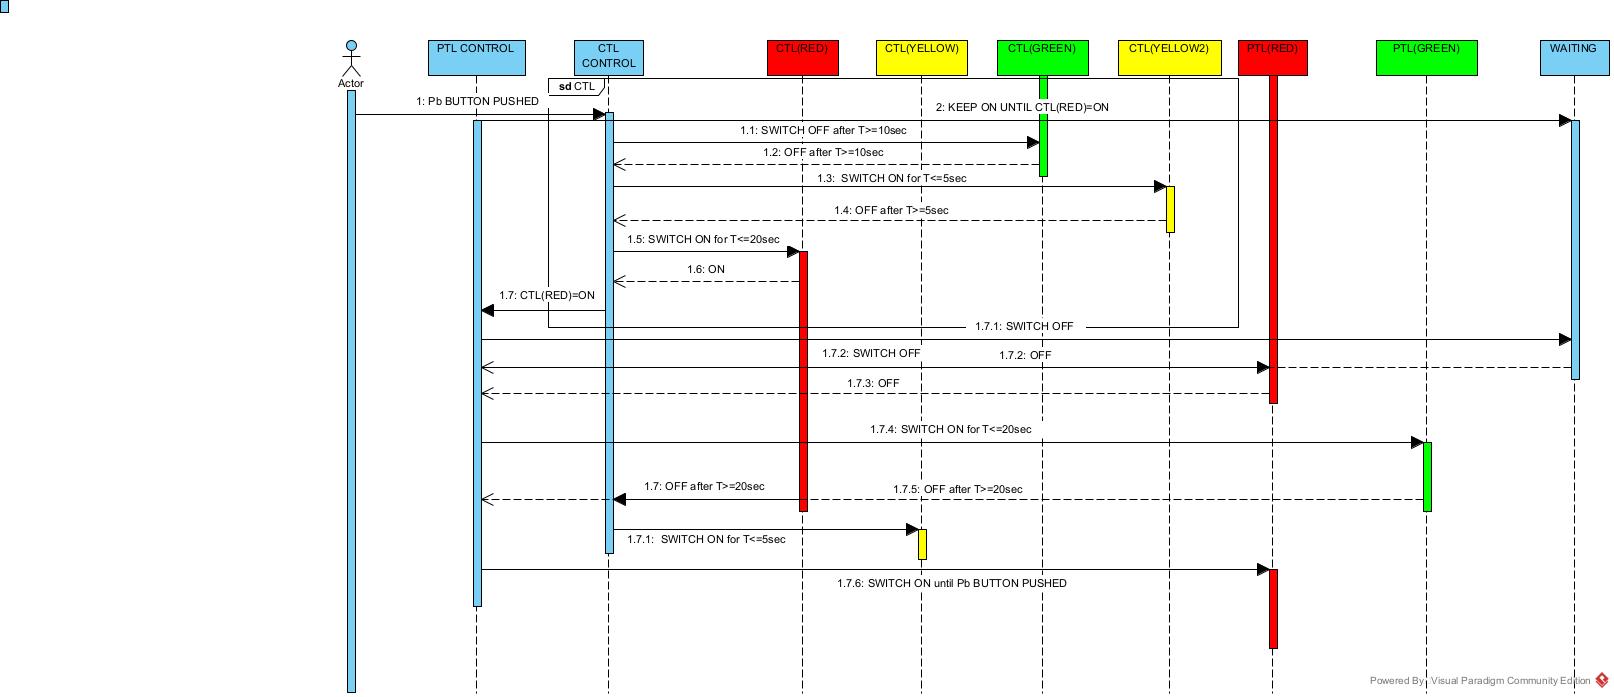 PTL CONTROL
CTL
CONTROL
CTL(RED)
CTL(YELLOW)
CTL(GREEN)
CTL(YELLOW2)
PTL(RED)
PTL(GREEN)
WAITING
Actor
sd CTL
1: Pb BUTTON PUSHED
2: KEEP ON UNTIL CTL(RED)=ON
1.1: SWITCH OFF after T>=10sec
1.2: OFF after T>=10sec
1.3:  SWITCH ON for T<=5sec
1.4: OFF after T>=5sec
1.5: SWITCH ON for T<=20sec
1.6: ON
1.7: CTL(RED)=ON
1.7.1: SWITCH OFF
1.7.2: SWITCH OFF
1.7.2: OFF
1.7.3: OFF
1.7.4: SWITCH ON for T<=20sec
1.7: OFF after T>=20sec
1.7.5: OFF after T>=20sec
1.7.1:  SWITCH ON for T<=5sec
1.7.6: SWITCH ON until Pb BUTTON PUSHED
Powered By Visual Paradigm Community Edition